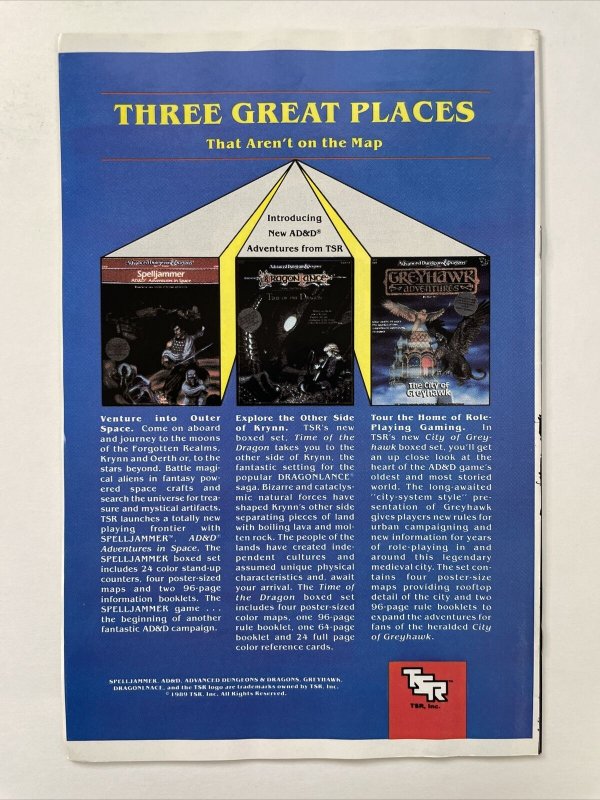 THREE GREAT PLACES
That Aren't on the Map
Introducing
New AD&D®
Adventures from TSR
Advanced Dungeons & Dragons
Spelljammer
AD&D Adventures in Space
Advanced Dungeons & Dragons
DRAGONLANCE
TIME OF THE DRAGON
Advanced Dungeons & Dragons
GREYHAWK
ADVENTURES
The City of
Greyhawk
Venture into Outer
Space. Come on aboard
and journey to the moons
of the Forgotten Realms,
Krynn and Oerth or, to the
stars beyond. Battle magi-
cal aliens in fantasy pow-
ered space crafts and
search the universe for trea-
sure and mystical artifacts.
TSR launches a totally new
playing frontier with
SPELLJAMMER™, AD&D®
Adventures in Space. The
SPELLJAMMER boxed set
includes 24 color stand-up
counters, four poster-sized
maps and two 96-page
information booklets. The
SPELLJAMMER game . . .
the beginning of another
fantastic AD&D campaign.
Explore the Other Side
of Krynn. TSR's new
boxed set, Time of the
Dragon takes you to the
other side of Krynn, the
fantastic setting for the
popular DRAGONLANCE®
saga. Bizarre and cataclys-
mic natural forces have
shaped Krynn's other side
separating pieces of land
with boiling lava and mol-
ten rock. The people of the
lands have created inde-
pendent cultures and
assumed unique physical
characteristics and, await
your arrival. The Time of
the Dragon boxed set
includes four poster-sized
color maps, one 96-page
rule booklet, one 64-page
booklet and 24 full page
color reference cards.
Tour the Home of Role-
Playing Gaming. In
TSR's new City of Grey-
hawk boxed set, you'll get
an up close look at the
heart of the AD&D game's
oldest and most storied
world. The long-awaited
"city-system style" pre-
sentation of Greyhawk
gives players new rules for
urban campaigning and
new information for years
of role-playing in and
around this legendary
medieval city. The set con-
tains four poster-size
maps providing rooftop
detail of the city and two
96-page rule booklets to
expand the adventures for
fans of the heralded City
of Greyhawk.
SPELLJAMMER, AD&D, ADVANCED DUNGEONS & DRAGONS, GREYHAWK,
DRAGONLNACE, and the TSR logo are trademarks owned by TSR, Inc.
©1989 TSR, Inc. All Rights Reserved.
TSR™
TSR, Inc.